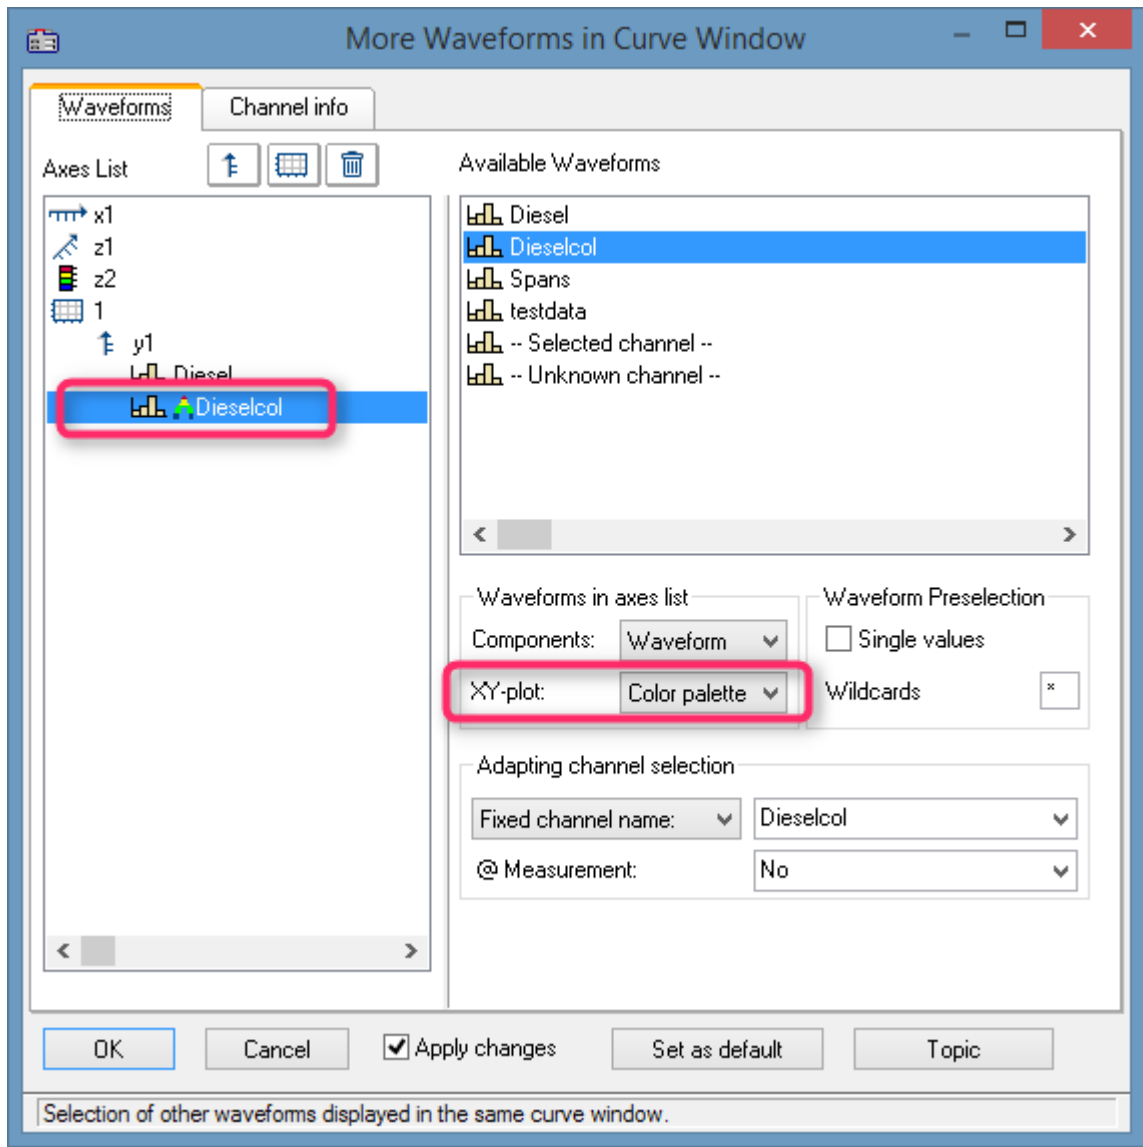 More Waveforms in Curve Window
Waveforms
Channel info
Axes List
x1
z1
z2
1
y1
Diesel
Dieselcol
Available Waveforms
Diesel
Dieselcol
Spans
testdata
-- Selected channel --
-- Unknown channel --
Waveforms in axes list
Components: Waveform
XY-plot: Color palette
Waveform Preselection
Single values
Wildcards *
Adapting channel selection
Fixed channel name: Dieselcol
@ Measurement: No
OK Cancel Apply changes Set as default Topic
Selection of other waveforms displayed in the same curve window.